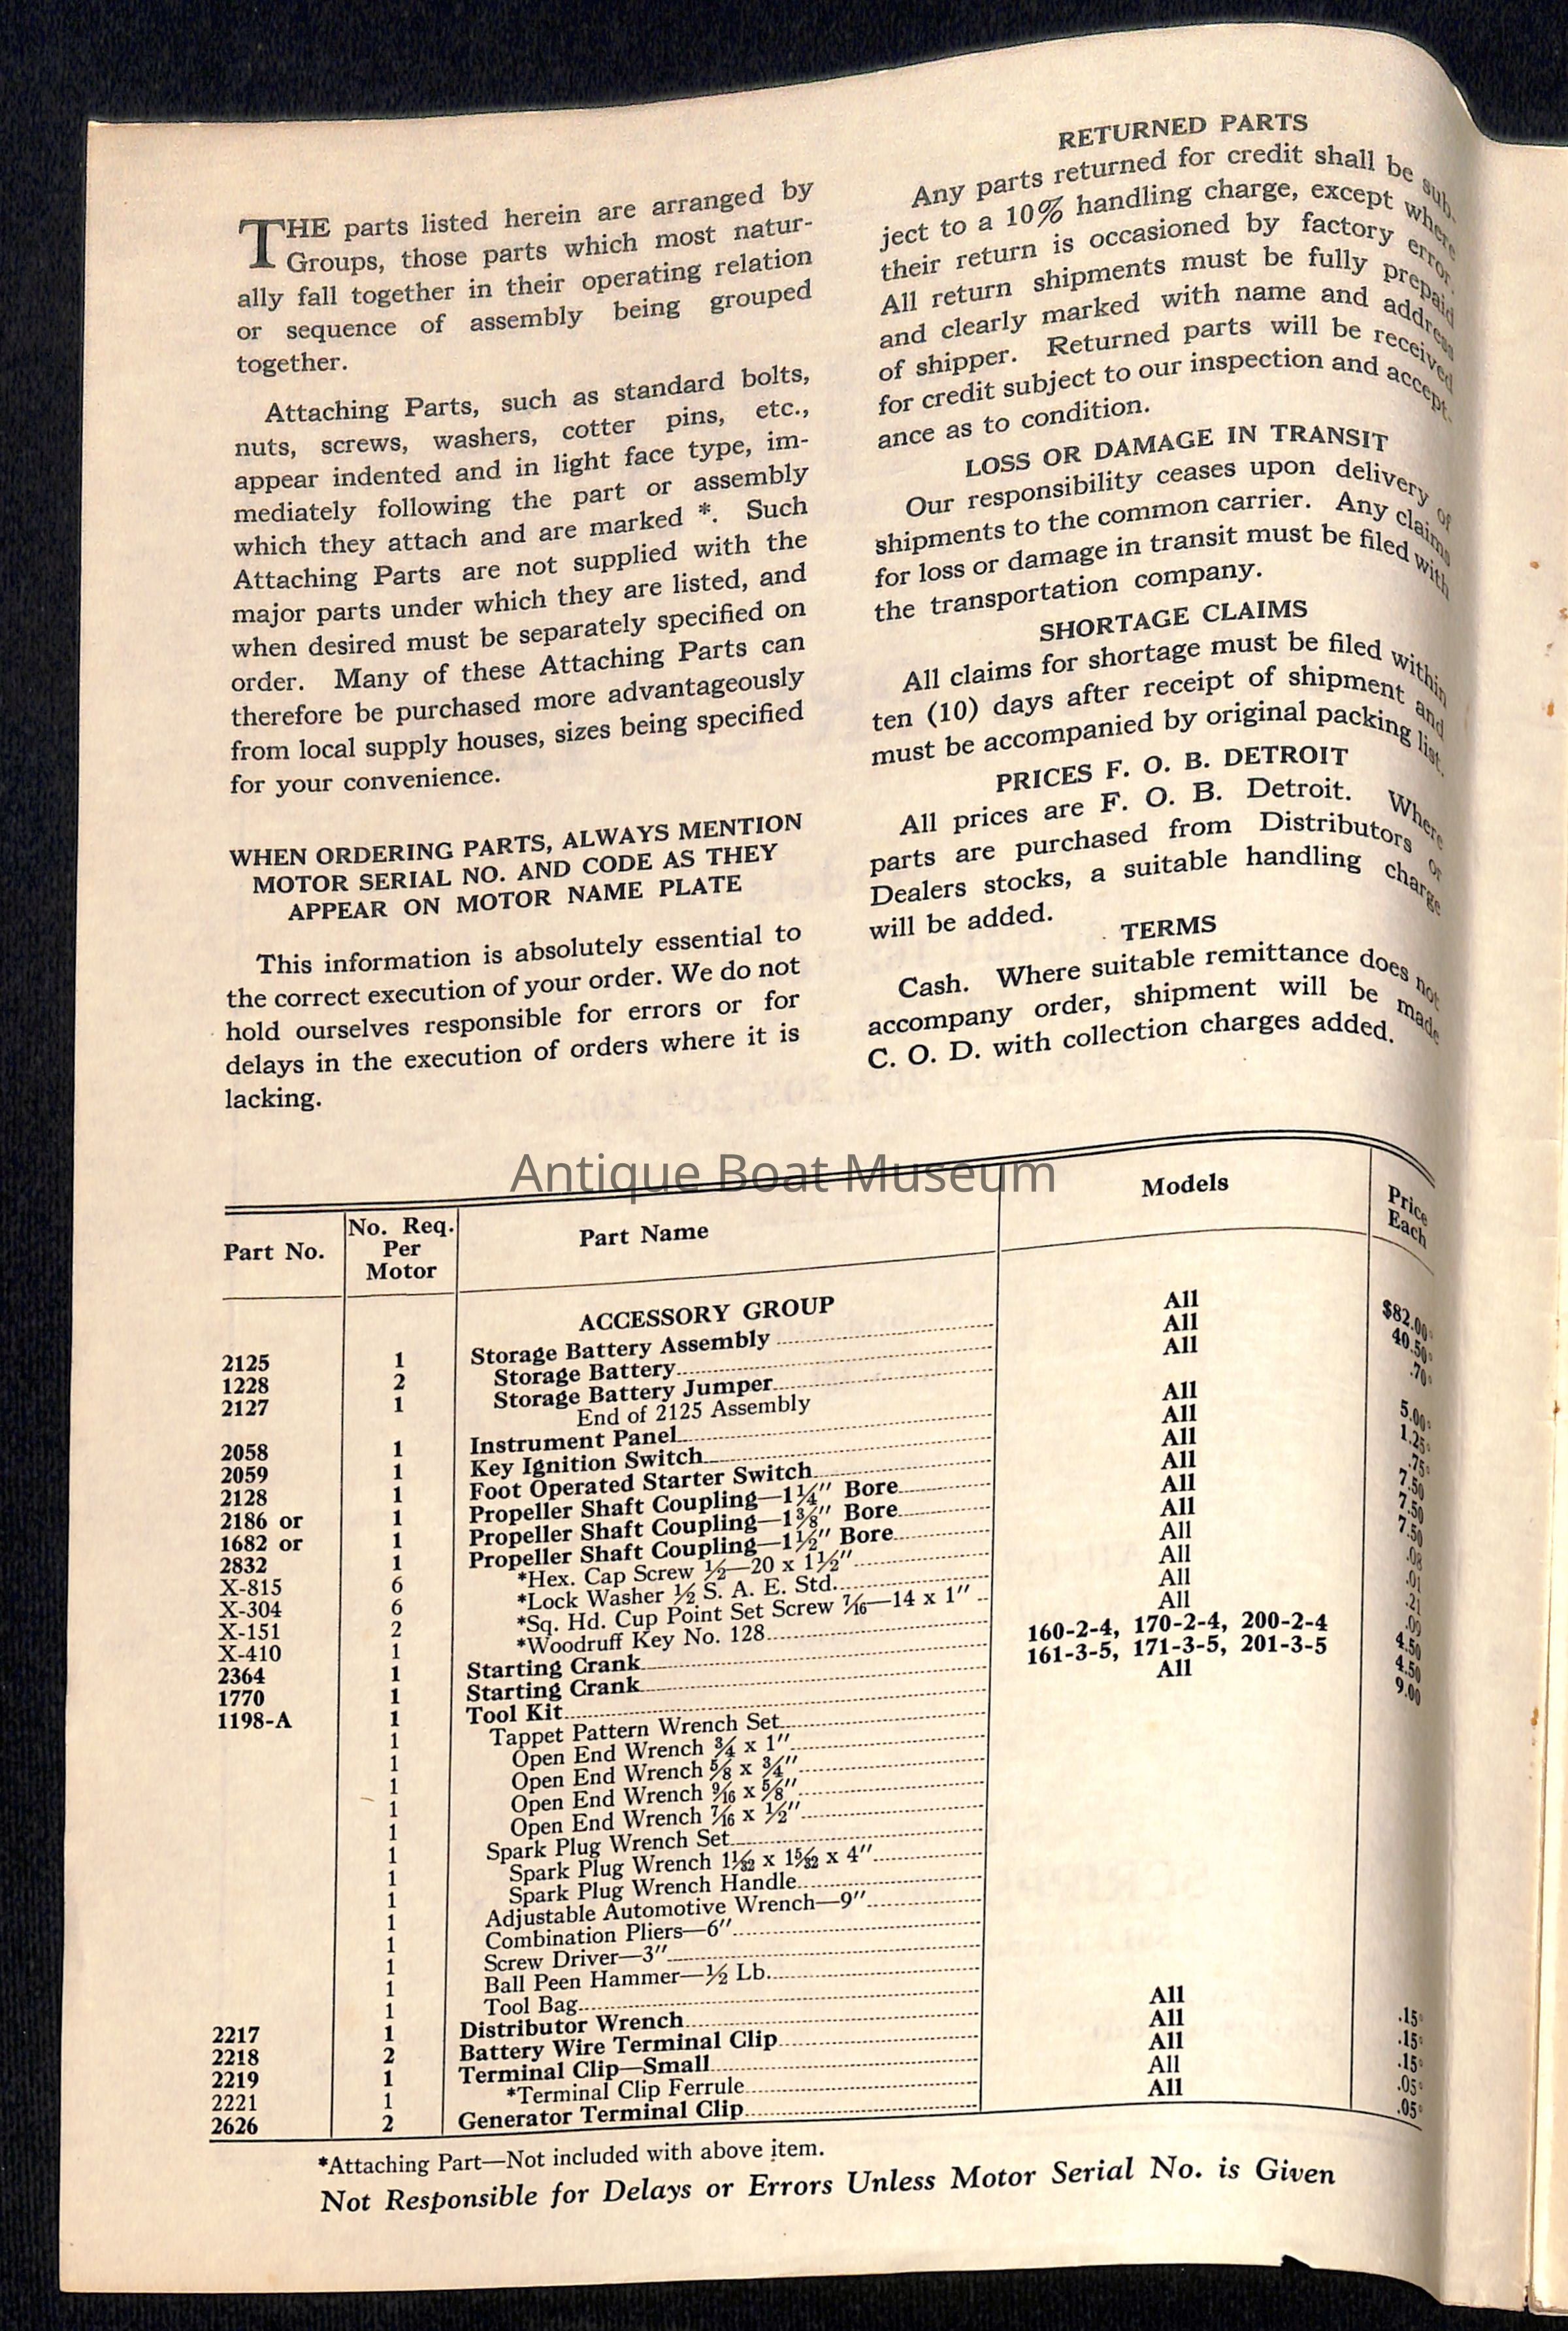 THE parts listed herein are arranged by
Groups, those parts which most natur-
ally fall together in their operating relation
or sequence of assembly being grouped
together.
Attaching Parts, such as standard bolts,
nuts, screws, washers, cotter pins, etc.,
appear indented and in light face type, im-
mediately following the part or assembly
which they attach and are marked *. Such
Attaching Parts are not supplied with the
major parts under which they are listed, and
when desired must be separately specified on
order. Many of these Attaching Parts can
therefore be purchased more advantageously
from local supply houses, sizes being specified
for your convenience.
WHEN ORDERING PARTS, ALWAYS MENTION
MOTOR SERIAL NO. AND CODE AS THEY
APPEAR ON MOTOR NAME PLATE
This information is absolutely essential to
the correct execution of your order. We do not
hold ourselves responsible for errors or for
delays in the execution of orders where it is
lacking.
RETURNED PARTS
Any parts returned for credit shall be sub-
ject to a 10% handling charge, except where
their return is occasioned by factory error.
All return shipments must be fully prepaid
and clearly marked with name and address
of shipper. Returned parts will be received
for credit subject to our inspection and accept-
ance as to condition.
LOSS OR DAMAGE IN TRANSIT
Our responsibility ceases upon delivery of
shipments to the common carrier. Any claims
for loss or damage in transit must be filed with
the transportation company.
SHORTAGE CLAIMS
All claims for shortage must be filed within
ten (10) days after receipt of shipment and
must be accompanied by original packing list.
PRICES F. O. B. DETROIT
All prices are F. O. B. Detroit. Where
parts are purchased from Distributors or
Dealers stocks, a suitable handling charge
will be added.
TERMS
Cash. Where suitable remittance does not
accompany order, shipment will be made
C. O. D. with collection charges added.
Antique Boat Museum
Part No. No. Req. Per Motor Part Name Models Price Each
ACCESSORY GROUP
2125 1 Storage Battery Assembly All $82.00
1228 2 Storage Battery All 40.50
2127 1 Storage Battery Jumper All .70
End of 2125 Assembly
2058 1 Instrument Panel All 5.00
2059 1 Key Ignition Switch All 1.25
2128 1 Foot Operated Starter Switch All .75
2186 or 1 Propeller Shaft Coupling—1¼″ Bore All 7.50
1682 or 1 Propeller Shaft Coupling—1⅜″ Bore All 7.50
2832 1 Propeller Shaft Coupling—1½″ Bore All 7.50
X-815 6 *Hex. Cap Screw ½—20 x 1½″ All .08
X-304 6 *Lock Washer ½ S. A. E. Std. All .01
X-151 2 *Sq. Hd. Cup Point Set Screw 7/16—14 x 1″ All .21
X-410 1 *Woodruff Key No. 128 All .09
2364 1 Starting Crank 160-2-4, 170-2-4, 200-2-4 4.50
1770 1 Starting Crank 161-3-5, 171-3-5, 201-3-5 4.50
1198-A 1 Tool Kit All 9.00
1 Tappet Pattern Wrench Set
1 Open End Wrench ¾ x 1″
1 Open End Wrench ⅝ x ¾″
1 Open End Wrench 9/16 x ⅝″
1 Open End Wrench 7/16 x ½″
1 Spark Plug Wrench Set
1 Spark Plug Wrench 1 1/32 x 1 5/32 x 4″
1 Spark Plug Wrench Handle
1 Adjustable Automotive Wrench—9″
1 Combination Pliers—6″
1 Screw Driver—3″
1 Ball Peen Hammer—½ Lb.
1 Tool Bag
2217 1 Distributor Wrench All .15
2218 2 Battery Wire Terminal Clip All .15
2219 1 Terminal Clip—Small All .15
2221 1 *Terminal Clip Ferrule All .05
2626 2 Generator Terminal Clip All .05
*Attaching Part—Not included with above item.
Not Responsible for Delays or Errors Unless Motor Serial No. is Given